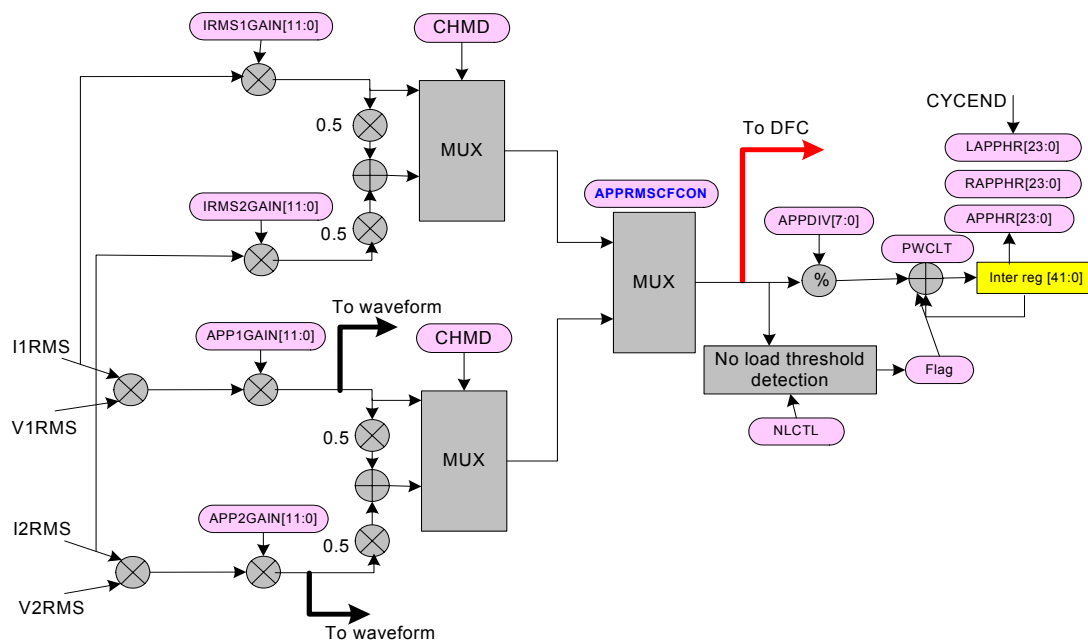 IRMS1GAIN[11:0]
CHMD
0.5
MUX
IRMS2GAIN[11:0]
0.5
To DFC
CYCEND
LAPPHR[23:0]
RAPPHR[23:0]
APPHR[23:0]
APPRMSCFCON
APPDIV[7:0]
PWCLT
MUX
%
Inter reg [41:0]
To waveform
I1RMS
APP1GAIN[11:0]
CHMD
No load threshold
detection
Flag
V1RMS
0.5
NLCTL
MUX
APP2GAIN[11:0]
I2RMS
0.5
V2RMS
To waveform